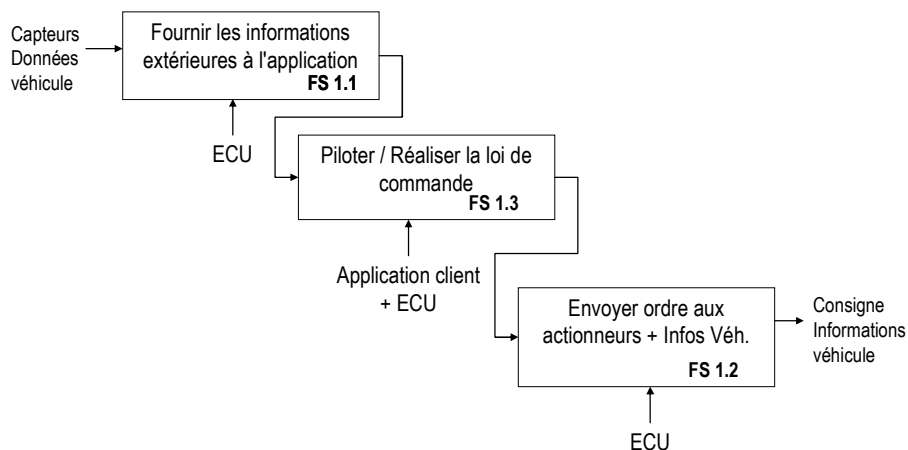 Capteurs
Données
véhicule
Fournir les informations
extérieures à l'application
FS 1.1
ECU
Piloter / Réaliser la loi de
commande
FS 1.3
Application client
+ ECU
Envoyer ordre aux
actionneurs + Infos Véh.
FS 1.2
Consigne
Informations
véhicule
ECU